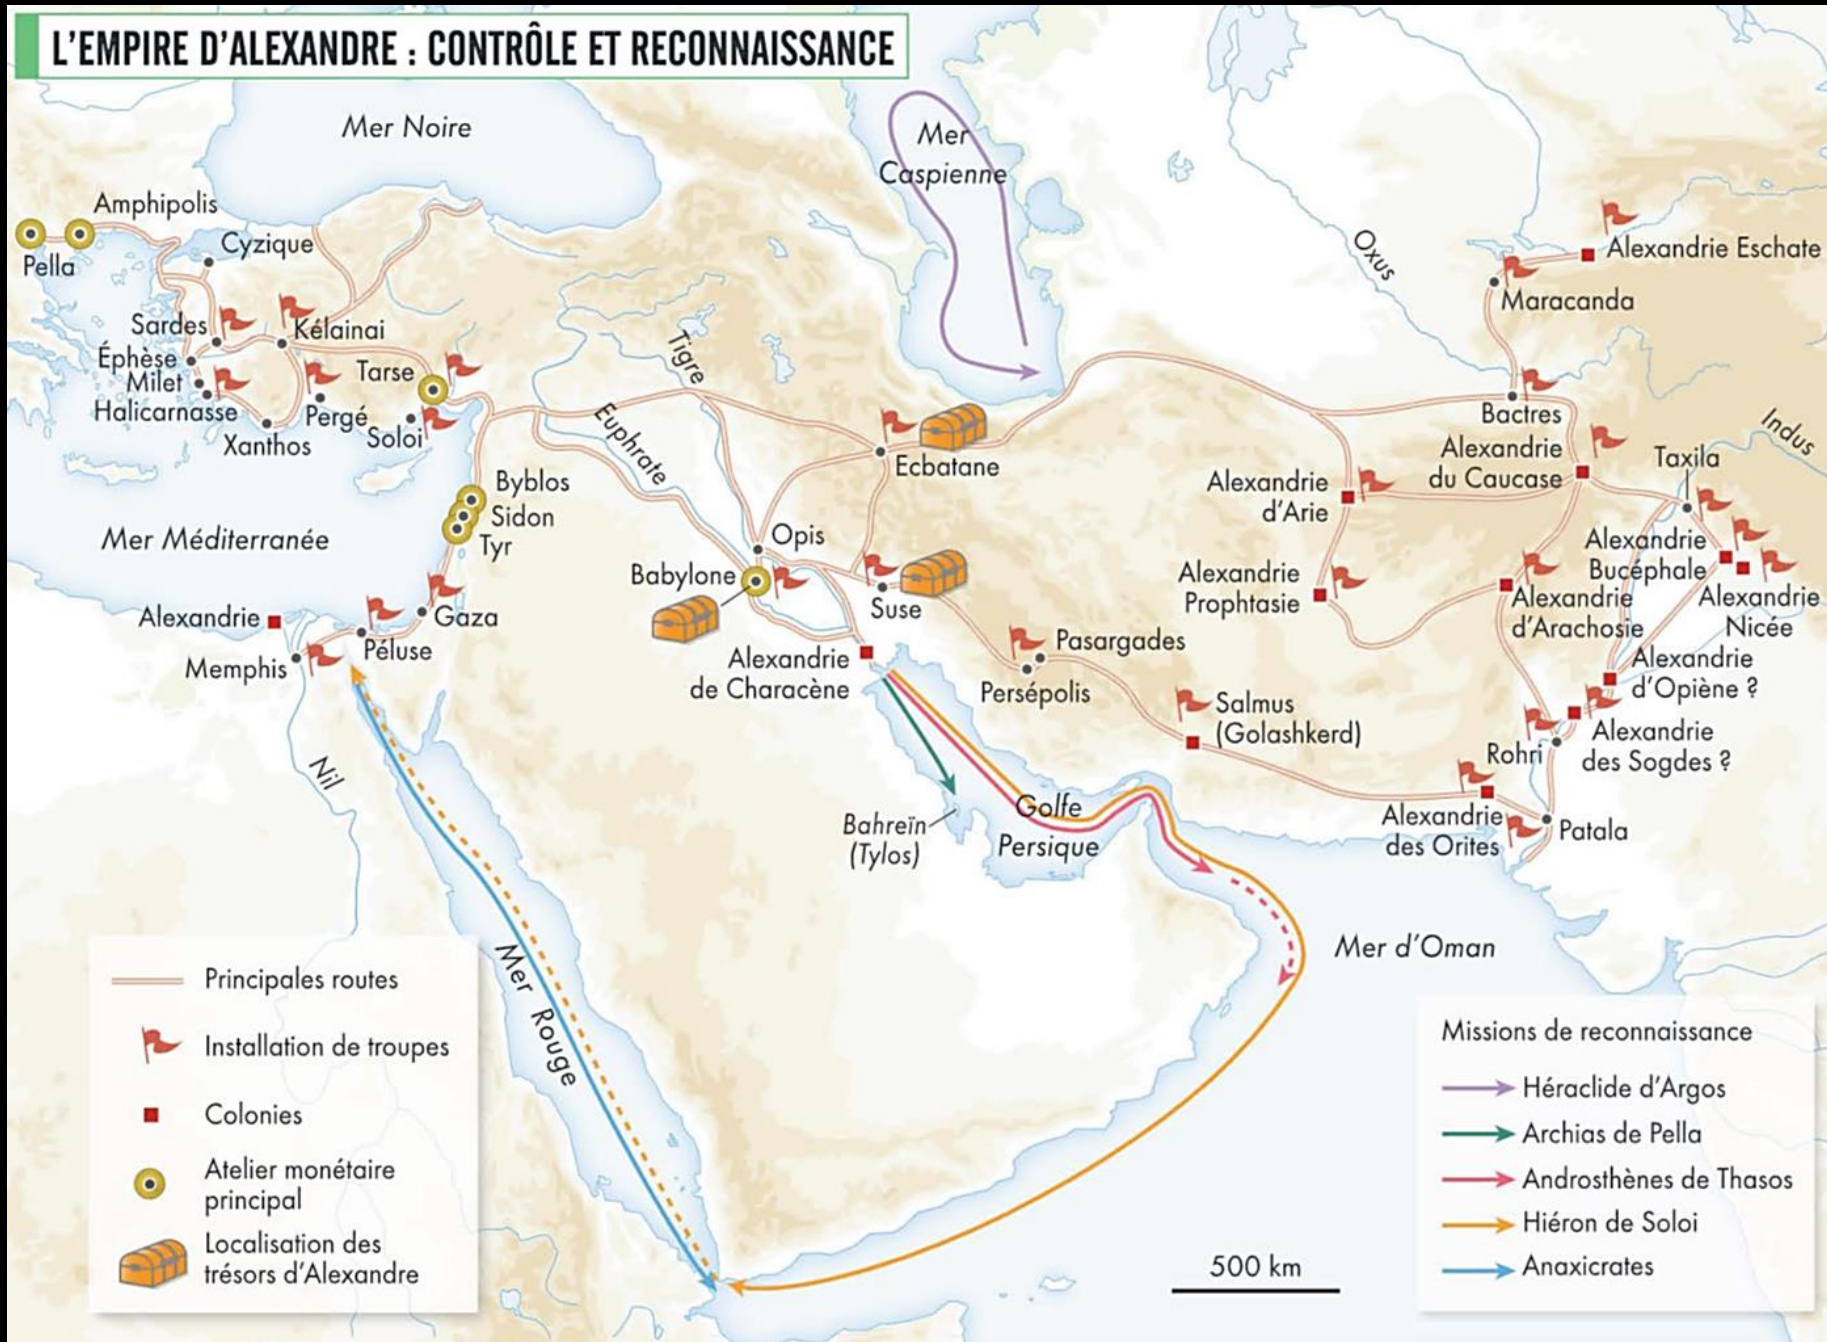 L'EMPIRE D'ALEXANDRE : CONTRÔLE ET RECONNAISSANCE
Mer Noire
Mer
Caspienne
Amphipolis
Pella
Cyzique
Sardes
Kélainai
Éphèse
Milet
Halicarnasse
Xanthos
Pergé
Tarse
Soloi
Tigre
Euphrate
Oxus
Alexandrie Eschate
Maracanda
Bactres
Indus
Ecbatane
Alexandrie
du Caucase
Taxila
Alexandrie
d'Arie
Byblos
Sidon
Tyr
Mer Méditerranée
Opis
Babylone
Suse
Alexandrie
Prophtasie
Alexandrie
Bucéphale
Alexandrie
d'Arachosie
Alexandrie
Nicée
Alexandrie
Gaza
Péluse
Memphis
Alexandrie
de Characène
Pasargades
Persépolis
Salmus
(Golashkerd)
Alexandrie
d'Opiène ?
Alexandrie
des Sogdes ?
Rohri
Nil
Bahreïn
(Tylos)
Golfe
Persique
Alexandrie
des Orites
Patala
Mer Rouge
Mer d'Oman
Principales routes
Installation de troupes
Colonies
Atelier monétaire
principal
Localisation des
trésors d'Alexandre
500 km
Missions de reconnaissance
Héraclide d'Argos
Archias de Pella
Androsthènes de Thasos
Hiéron de Soloi
Anaxicrates